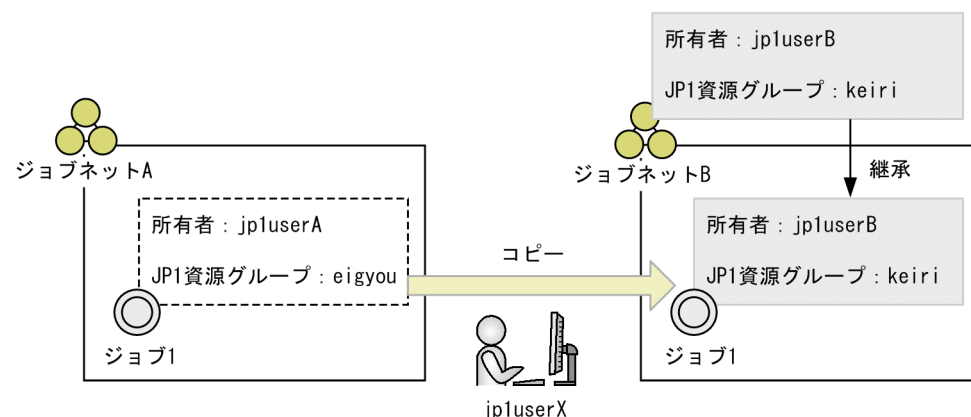 所有者：jp1userB
JP1資源グループ：keiri
ジョブネットA
ジョブネットB
継承
所有者：jp1userA
JP1資源グループ：eigyou
コピー
所有者：jp1userB
JP1資源グループ：keiri
ジョブ1
ジョブ1
jp1userX